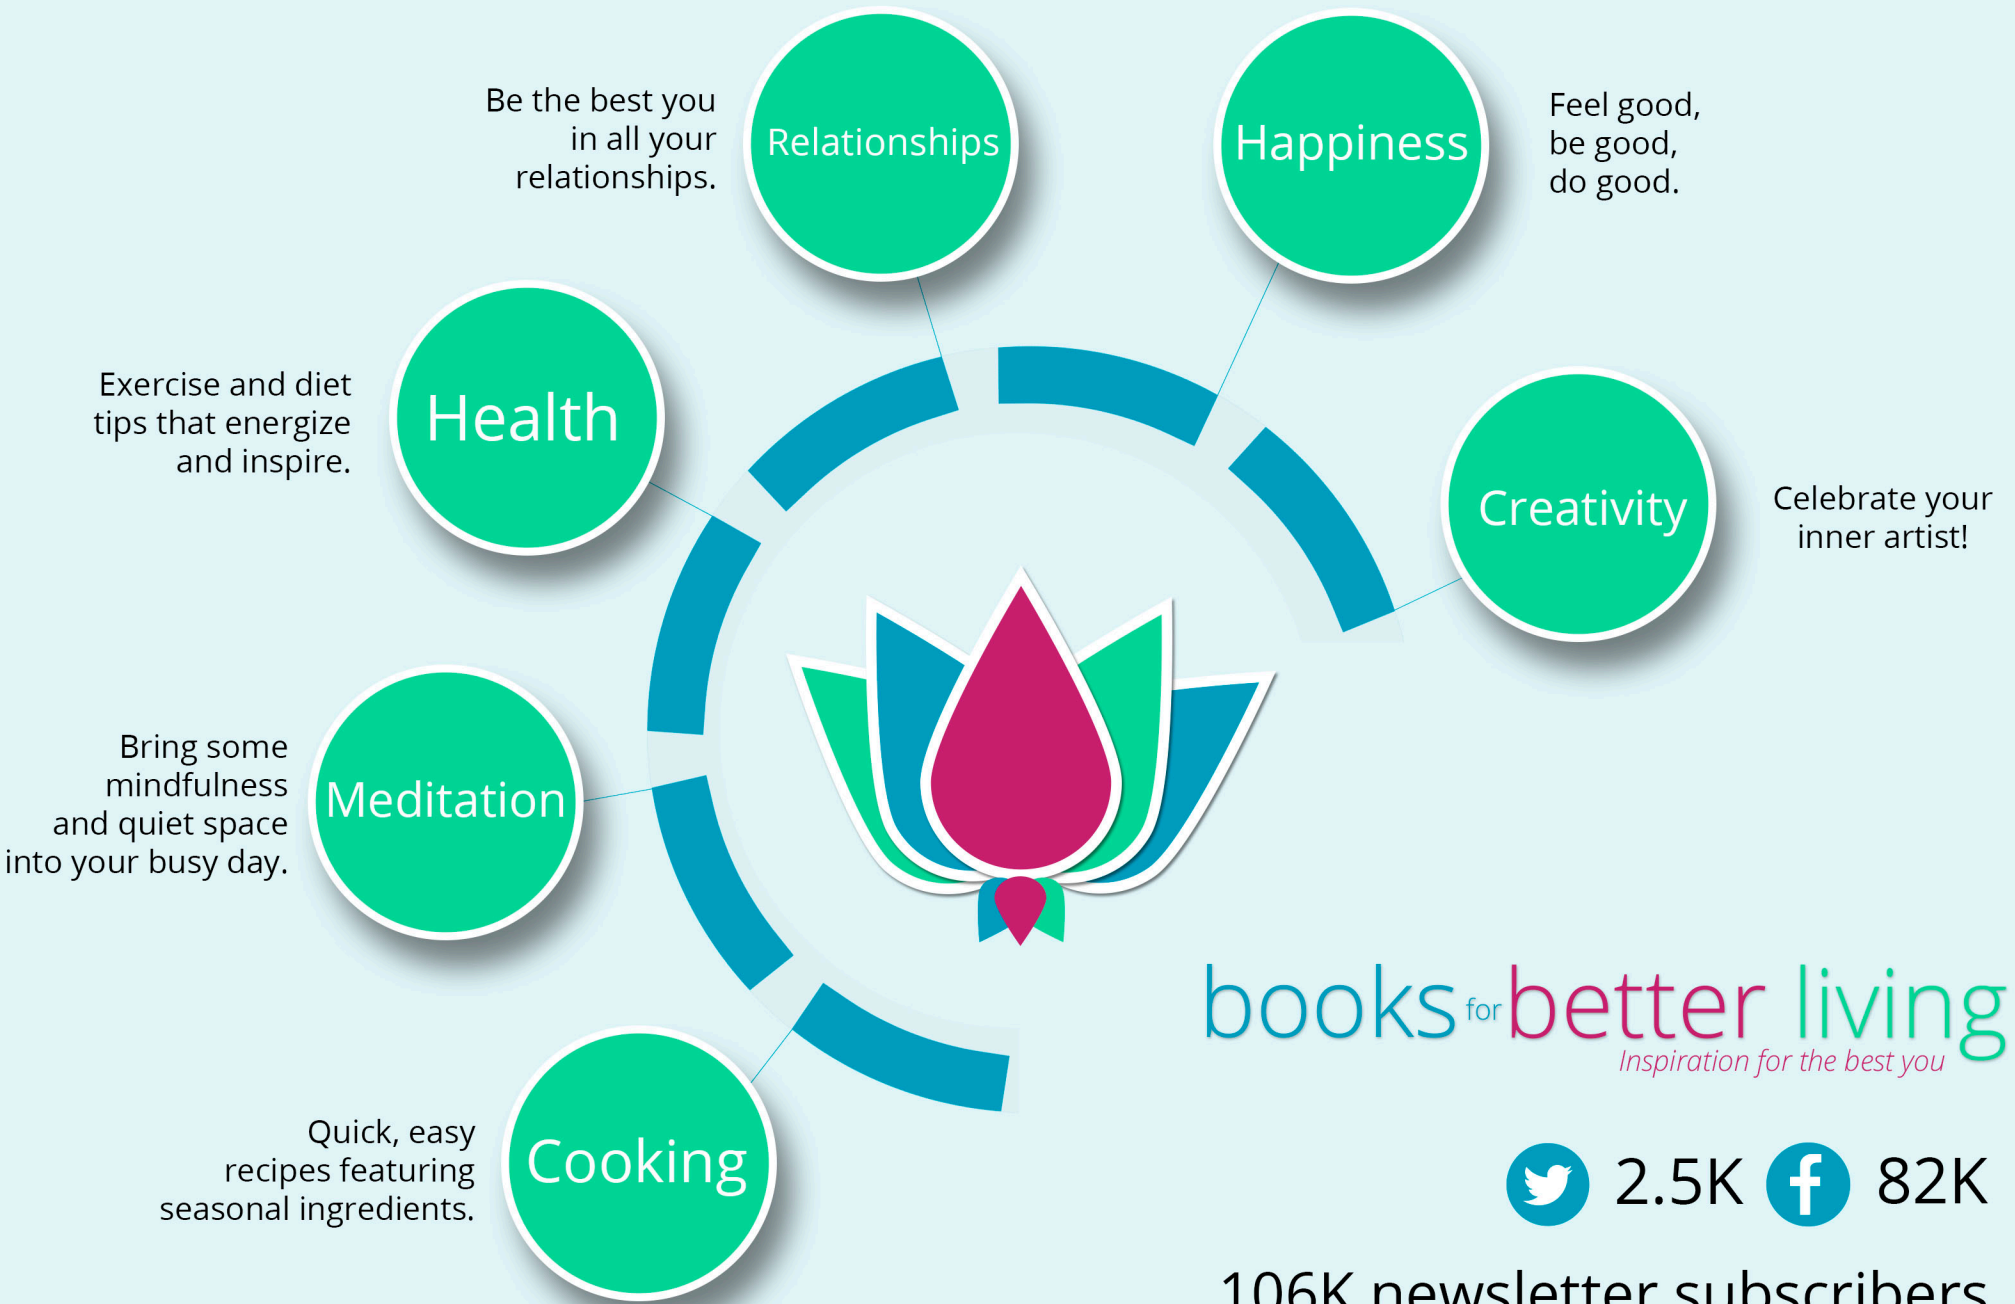 Be the best you
in all your
relationships.
Relationships
Happiness
Feel good,
be good,
do good.
Exercise and diet
tips that energize
and inspire.
Health
Creativity
Celebrate your
inner artist!
Bring some
mindfulness
and quiet space
into your busy day.
Meditation
books for better living
Inspiration for the best you
Quick, easy
recipes featuring
seasonal ingredients.
Cooking
2.5K 82K
106K newsletter subscribers